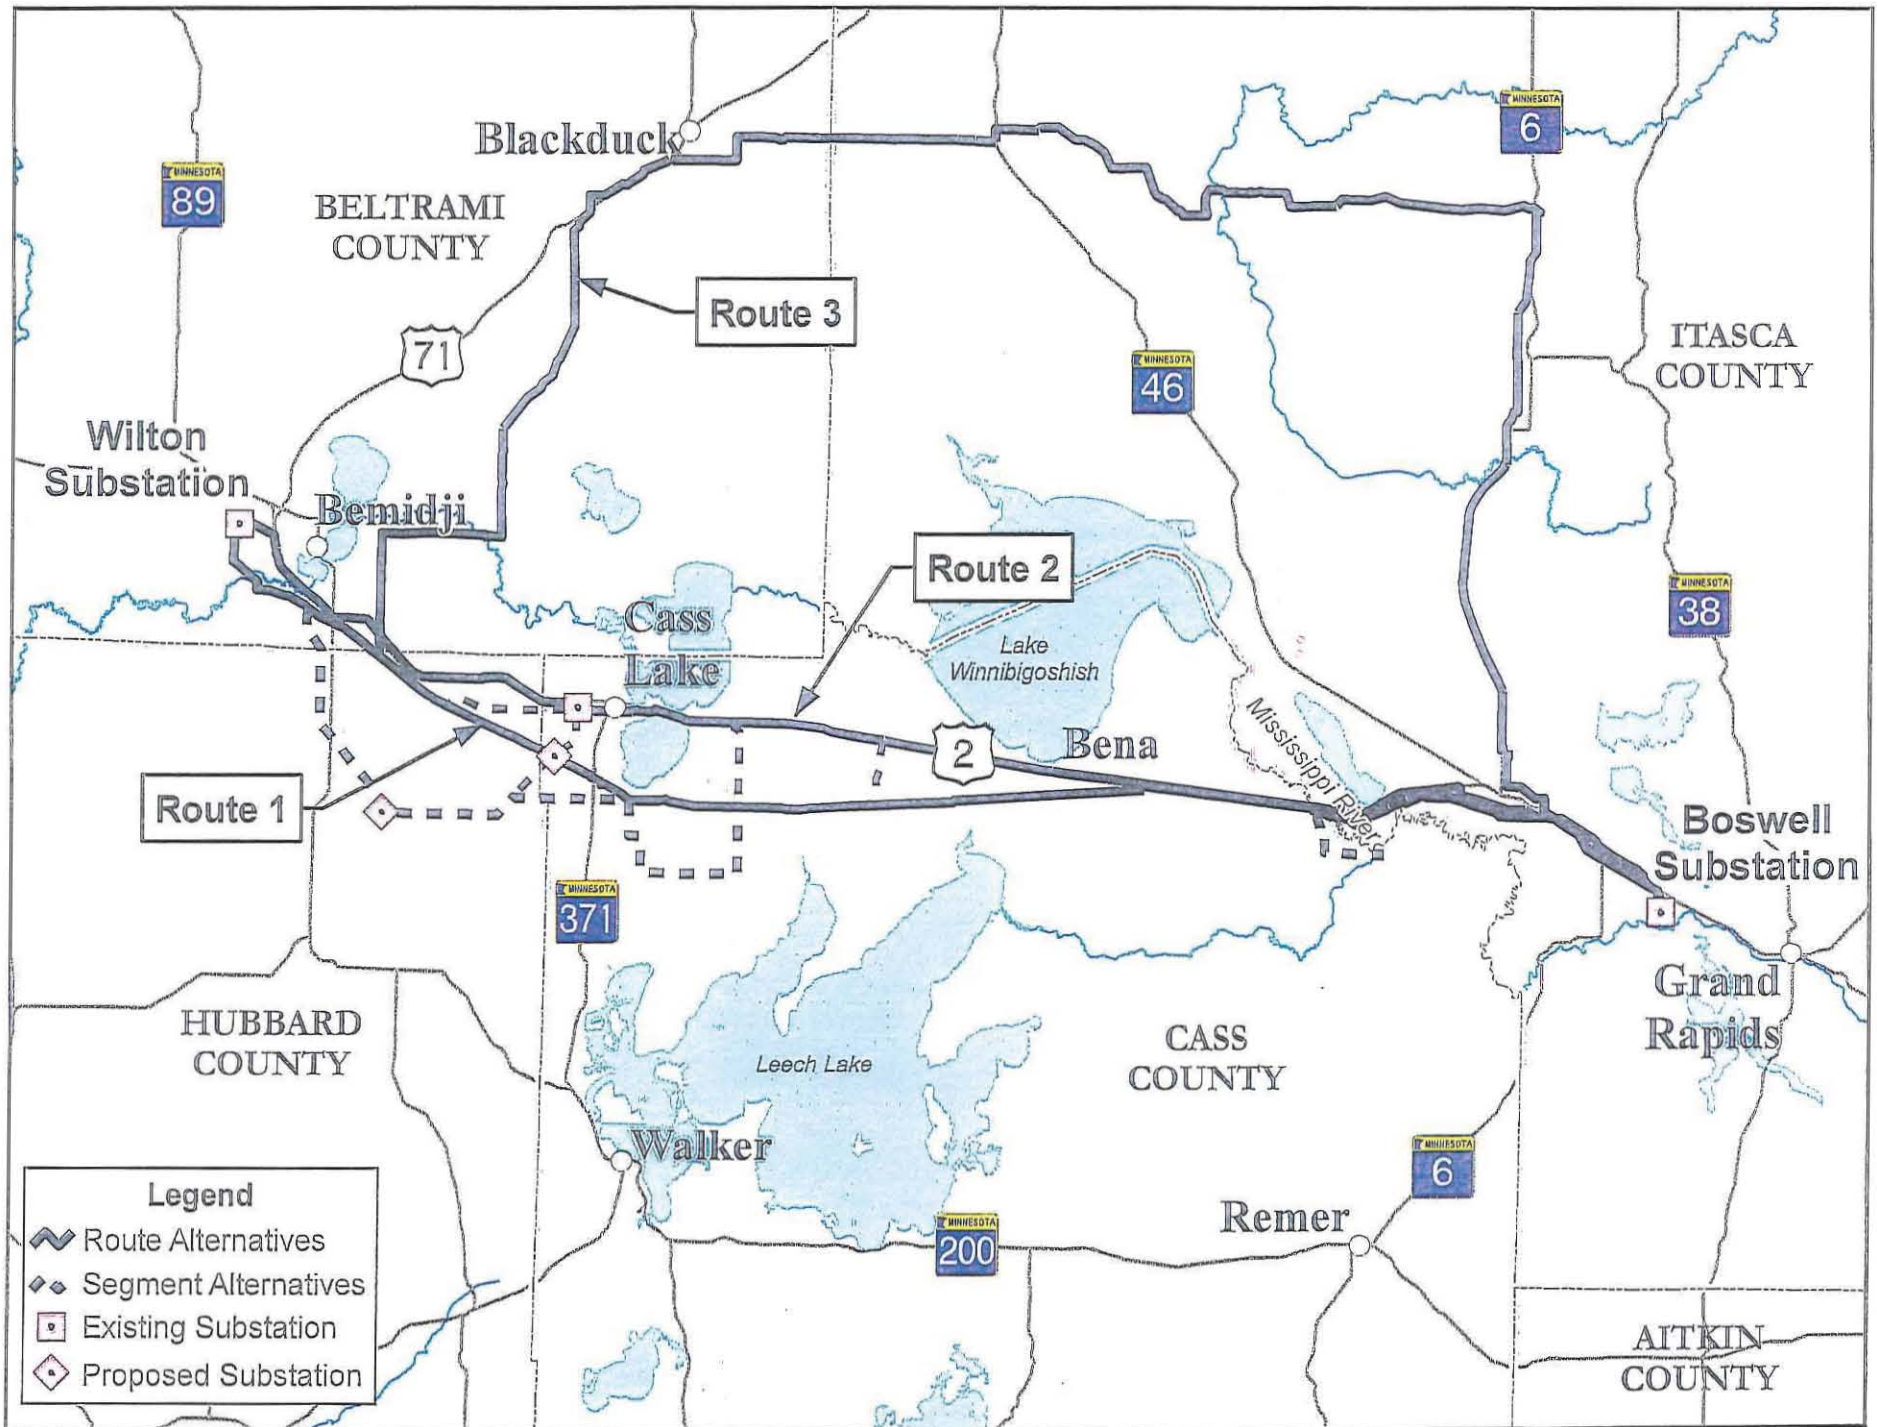 MINNESOTA
6
Blackduck
MINNESOTA
89
BELTRAMI
COUNTY
Route 3
71
ITASCA
COUNTY
MINNESOTA
46
Wilton
Substation
Bemidji
Route 2
Cass
Lake
Lake
Winnibigoshish
MINNESOTA
38
Mississippi River
Bena
2
Route 1
Boswell
Substation
MINNESOTA
371
Grand
Rapids
HUBBARD
COUNTY
CASS
COUNTY
Leech Lake
Walker
MINNESOTA
6
Remer
MINNESOTA
200
Legend
Route Alternatives
Segment Alternatives
Existing Substation
Proposed Substation
AITKIN
COUNTY